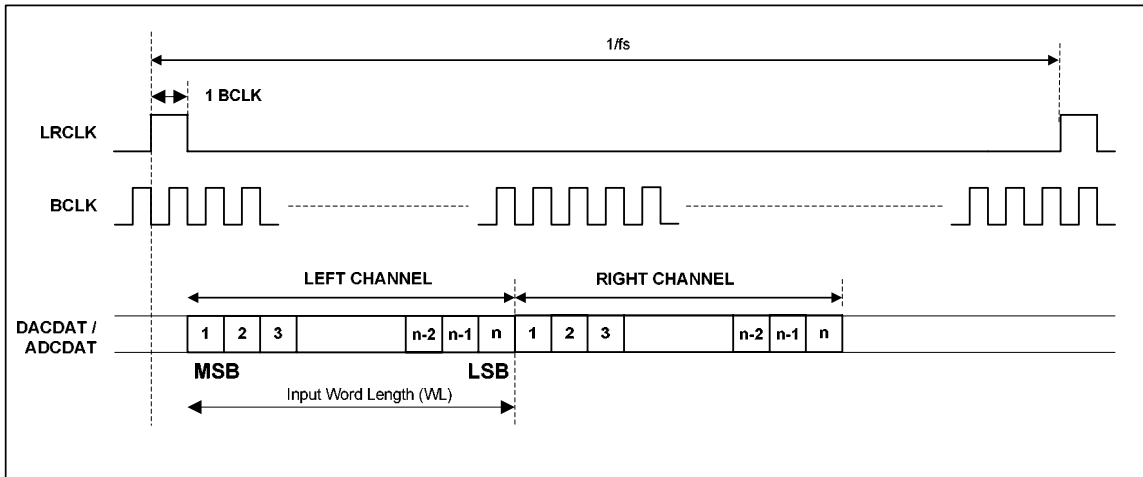 1/fs
1 BCLK
LRCLK
BCLK
LEFT CHANNEL
RIGHT CHANNEL
DACDAT /
ADCDAT
1 2 3 n-2 n-1 n 1 2 3 n-2 n-1 n
MSB LSB
Input Word Length (WL)